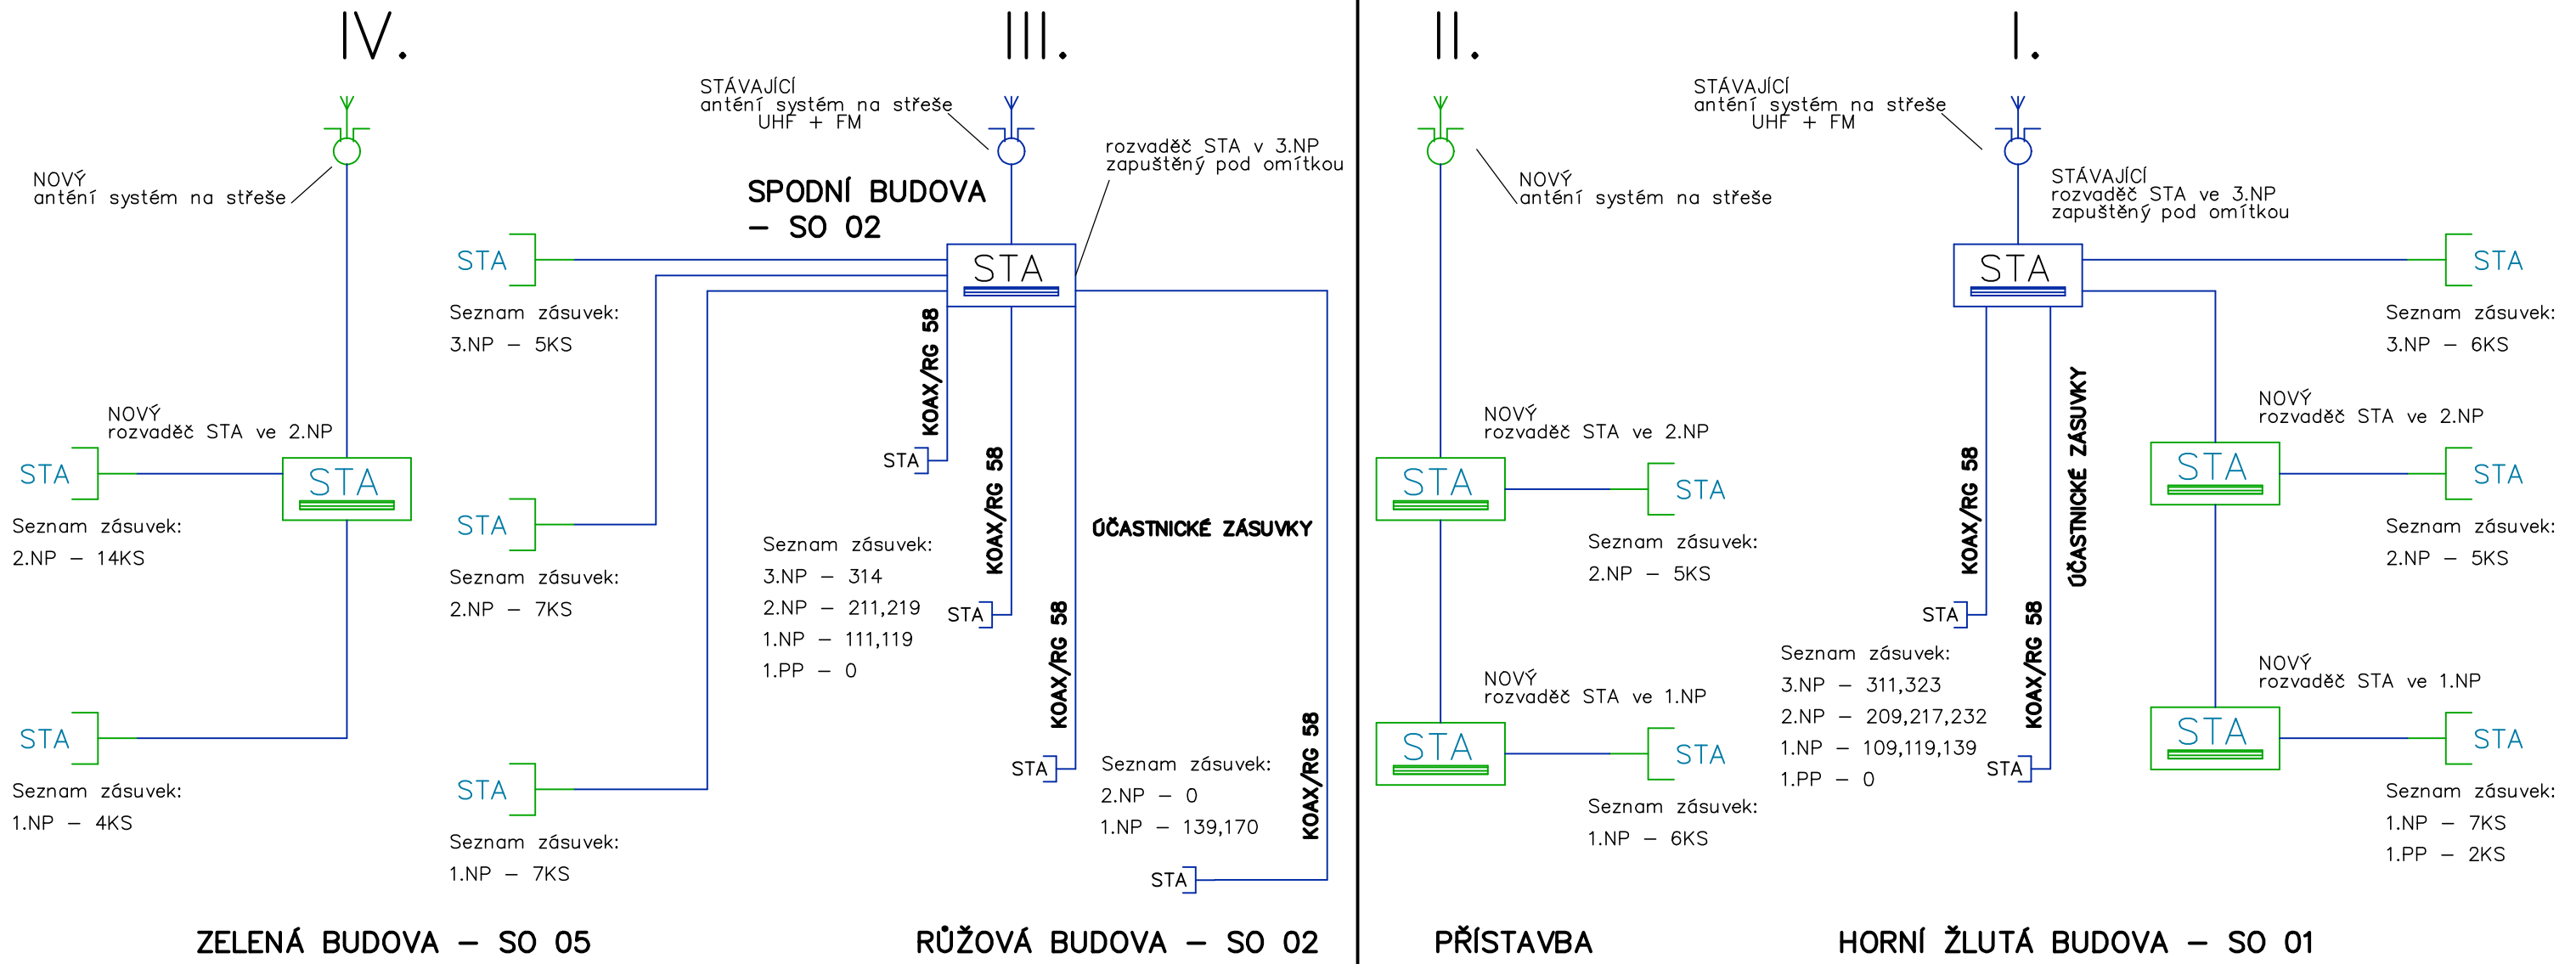 IV.
NOVÝ
anténí systém na střeše
NOVÝ
rozvaděč STA ve 2.NP
STA
STA
Seznam zásuvek:
2.NP – 14KS
STA
Seznam zásuvek:
1.NP – 4KS
ZELENÁ BUDOVA – SO 05
III.
STÁVAJÍCÍ
anténí systém na střeše
UHF + FM
rozvaděč STA v 3.NP
zapuštěný pod omítkou
SPODNÍ BUDOVA
– SO 02
STA
STA
Seznam zásuvek:
3.NP – 5KS
STA
Seznam zásuvek:
2.NP – 7KS
STA
Seznam zásuvek:
1.NP – 7KS
KOAX/RG 58
STA
KOAX/RG 58
STA
KOAX/RG 58
STA
KOAX/RG 58
STA
ÚČASTNICKÉ ZÁSUVKY
Seznam zásuvek:
3.NP – 314
2.NP – 211,219
1.NP – 111,119
1.PP – 0
Seznam zásuvek:
2.NP – 0
1.NP – 139,170
RŮŽOVÁ BUDOVA – SO 02
II.
NOVÝ
anténí systém na střeše
NOVÝ
rozvaděč STA ve 2.NP
STA
STA
Seznam zásuvek:
2.NP – 5KS
NOVÝ
rozvaděč STA ve 1.NP
STA
STA
Seznam zásuvek:
1.NP – 6KS
PŘÍSTAVBA
I.
STÁVAJÍCÍ
anténí systém na střeše
UHF + FM
STÁVAJÍCÍ
rozvaděč STA ve 3.NP
zapuštěný pod omítkou
STA
STA
Seznam zásuvek:
3.NP – 6KS
KOAX/RG 58
STA
KOAX/RG 58
STA
ÚČASTNICKÉ ZÁSUVKY
Seznam zásuvek:
3.NP – 311,323
2.NP – 209,217,232
1.NP – 109,119,139
1.PP – 0
NOVÝ
rozvaděč STA ve 2.NP
STA
STA
Seznam zásuvek:
2.NP – 5KS
NOVÝ
rozvaděč STA ve 1.NP
STA
STA
Seznam zásuvek:
1.NP – 7KS
1.PP – 2KS
HORNÍ ŽLUTÁ BUDOVA – SO 01